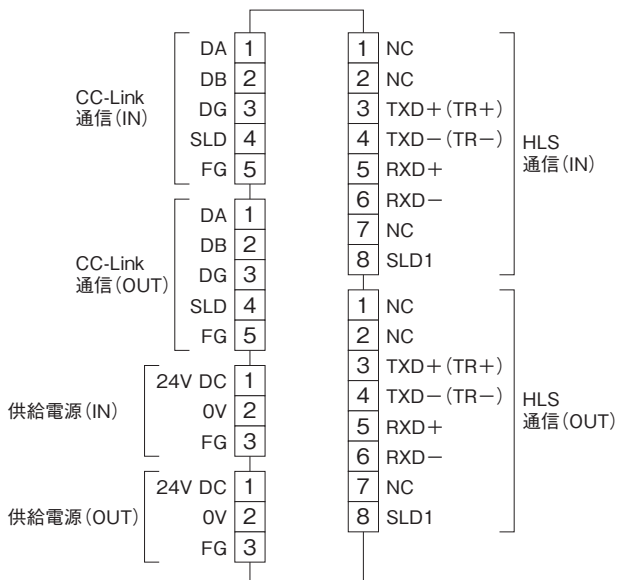 CC-Link
通信（IN）
DA 1
DB 2
DG 3
SLD 4
FG 5
CC-Link
通信（OUT）
DA 1
DB 2
DG 3
SLD 4
FG 5
供給電源（IN）
24V DC 1
0V 2
FG 3
供給電源（OUT）
24V DC 1
0V 2
FG 3
1 NC
2 NC
3 TXD＋（TR＋）
4 TXD－（TR－）
5 RXD＋
6 RXD－
7 NC
8 SLD1
HLS
通信（IN）
1 NC
2 NC
3 TXD＋（TR＋）
4 TXD－（TR－）
5 RXD＋
6 RXD－
7 NC
8 SLD1
HLS
通信（OUT）